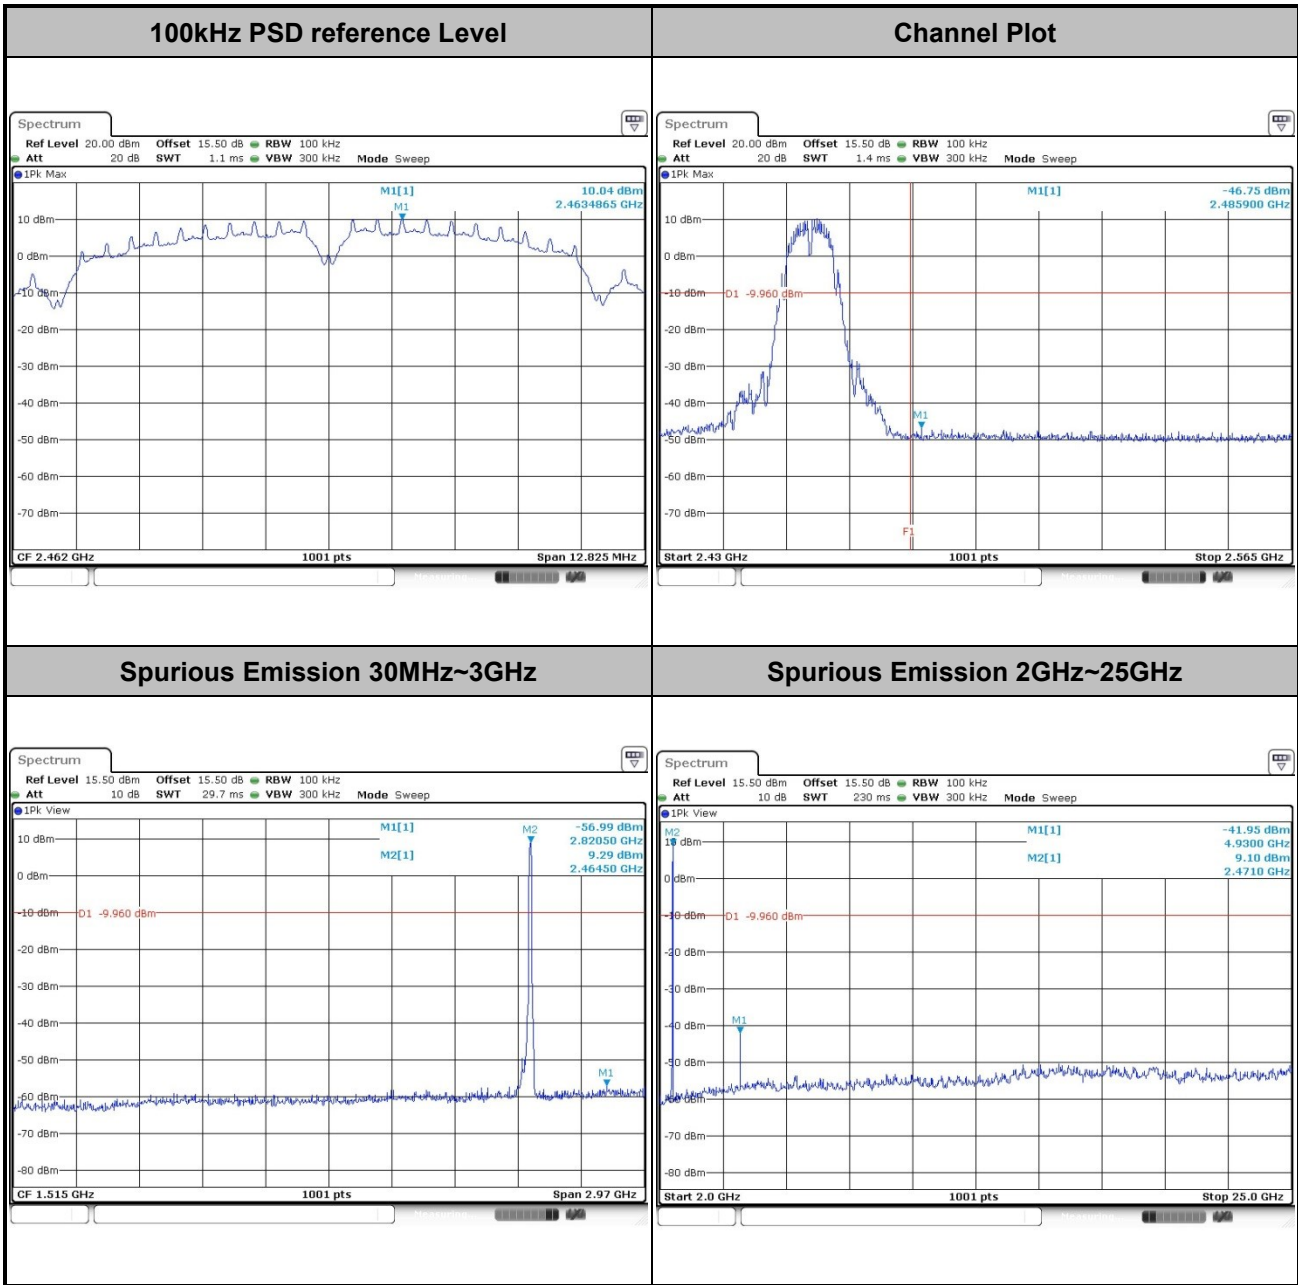 100kHz PSD reference Level
Channel Plot
Spectrum
Ref Level 20.00 dBm Offset 15.50 dB RBW 100 kHz
Att 20 dB SWT 1.1 ms VBW 300 kHz Mode Sweep
1Pk Max
M1[1] 10.04 dBm
2.4634865 GHz
M1
10 dBm
0 dBm
-10 dBm
-20 dBm
-30 dBm
-40 dBm
-50 dBm
-60 dBm
-70 dBm
CF 2.462 GHz 1001 pts Span 12.825 MHz
Measuring
Spectrum
Ref Level 20.00 dBm Offset 15.50 dB RBW 100 kHz
Att 20 dB SWT 1.4 ms VBW 300 kHz Mode Sweep
1Pk Max
M1[1] -46.75 dBm
2.485900 GHz
10 dBm
0 dBm
-10 dBm D1 -9.960 dBm
-20 dBm
-30 dBm
-40 dBm
M1
-50 dBm
-60 dBm
-70 dBm
F1
Start 2.43 GHz 1001 pts Stop 2.565 GHz
Measuring
Spurious Emission 30MHz~3GHz
Spurious Emission 2GHz~25GHz
Spectrum
Ref Level 15.50 dBm Offset 15.50 dB RBW 100 kHz
Att 10 dB SWT 29.7 ms VBW 300 kHz Mode Sweep
1Pk View
M1[1] -56.99 dBm
2.82050 GHz
M2[1] 9.29 dBm
2.46450 GHz
M2
10 dBm
0 dBm
-10 dBm D1 -9.960 dBm
-20 dBm
-30 dBm
-40 dBm
-50 dBm
M1
-60 dBm
-70 dBm
-80 dBm
CF 1.515 GHz 1001 pts Span 2.97 GHz
Measuring
Spectrum
Ref Level 15.50 dBm Offset 15.50 dB RBW 100 kHz
Att 10 dB SWT 230 ms VBW 300 kHz Mode Sweep
1Pk View
M1[1] -41.95 dBm
4.9300 GHz
M2[1] 9.10 dBm
2.4710 GHz
M2
10 dBm
0 dBm
-10 dBm D1 -9.960 dBm
-20 dBm
-30 dBm
M1
-40 dBm
-50 dBm
-60 dBm
-70 dBm
-80 dBm
Start 2.0 GHz 1001 pts Stop 25.0 GHz
Measuring